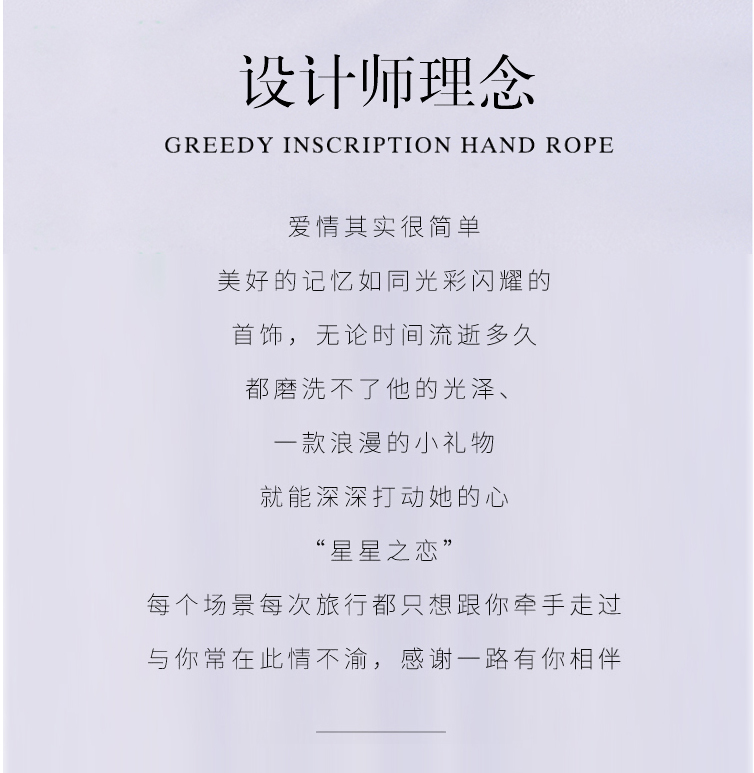 设计师理念
GREEDY INSCRIPTION HAND ROPE
爱情其实很简单
美好的记忆如同光彩闪耀的
首饰，无论时间流逝多久
都磨洗不了他的光泽、
一款浪漫的小礼物
就能深深打动她的心
“星星之恋”
每个场景每次旅行都只想跟你牵手走过
与你常在此情不渝，感谢一路有你相伴